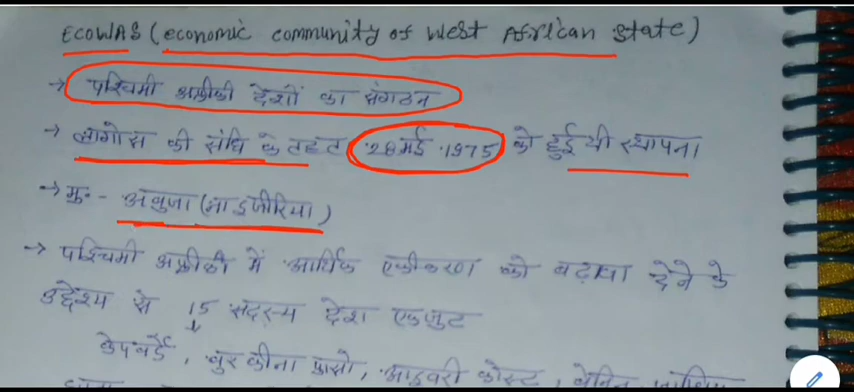 ECOWAS (economic community of West African State)
→ पश्चिमी अफ्रीकी देशों का संगठन
→ लागोस की संधि के तहत 28 मई 1975 को हुई थी स्थापना
→ मु॰ - अबुजा (नाइजीरिया)
→ पश्चिमी अफ्रीकी में आर्थिक एकीकरण को बढ़ावा देने के
उद्देश्य से 15 सदस्य देश एकजुट
केपवर्दे, बुर्कीना फासो, आइवरी कोस्ट, बेनिन,